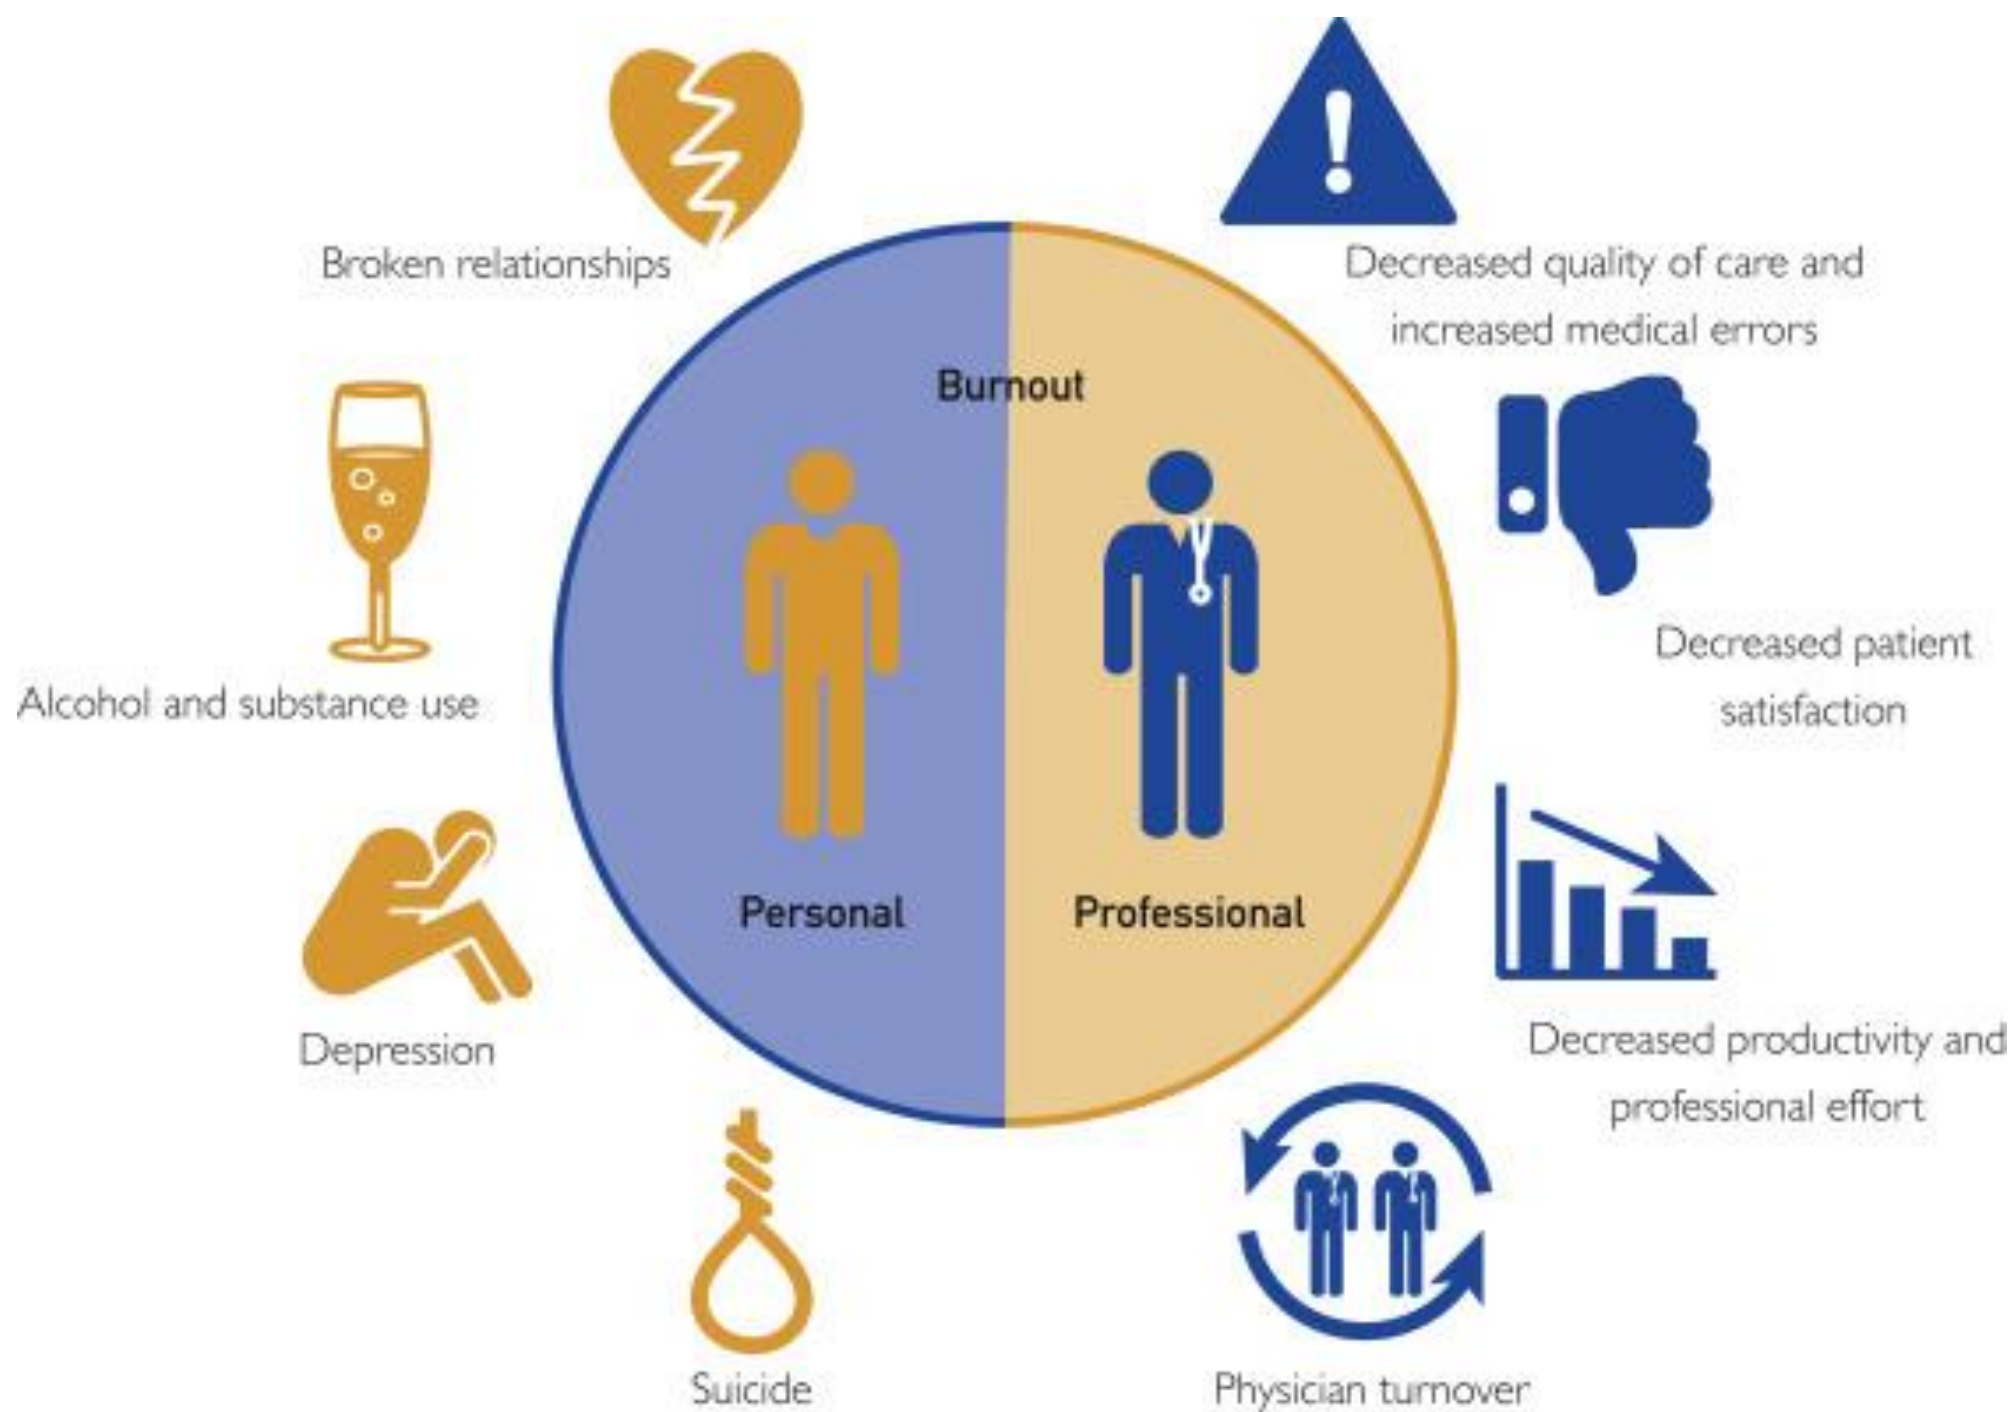 Broken relationships
Decreased quality of care and
increased medical errors
Burnout
Alcohol and substance use
Decreased patient
satisfaction
Personal
Professional
Depression
Decreased productivity and
professional effort
Suicide
Physician turnover